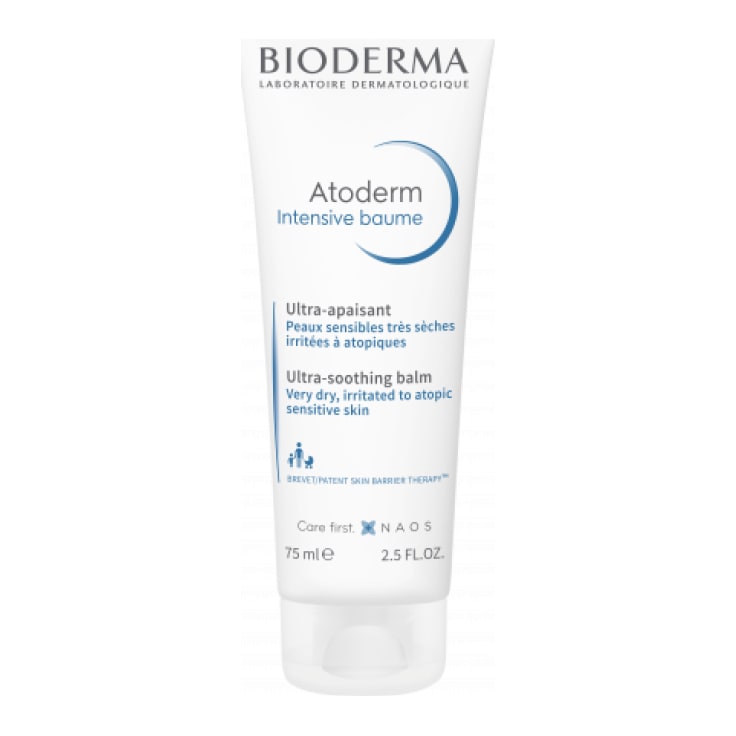 BIODERMA
LABORATOIRE DERMATOLOGIQUE
Atoderm
Intensive baume
Ultra-apaisant
Peaux sensibles très sèches
irritées à atopiques
Ultra-soothing balm
Very dry, irritated to atopic
sensitive skin
BREVET/PATENT SKIN BARRIER THERAPY™
Care first. NAOS
75 ml e 2.5 FL.OZ.